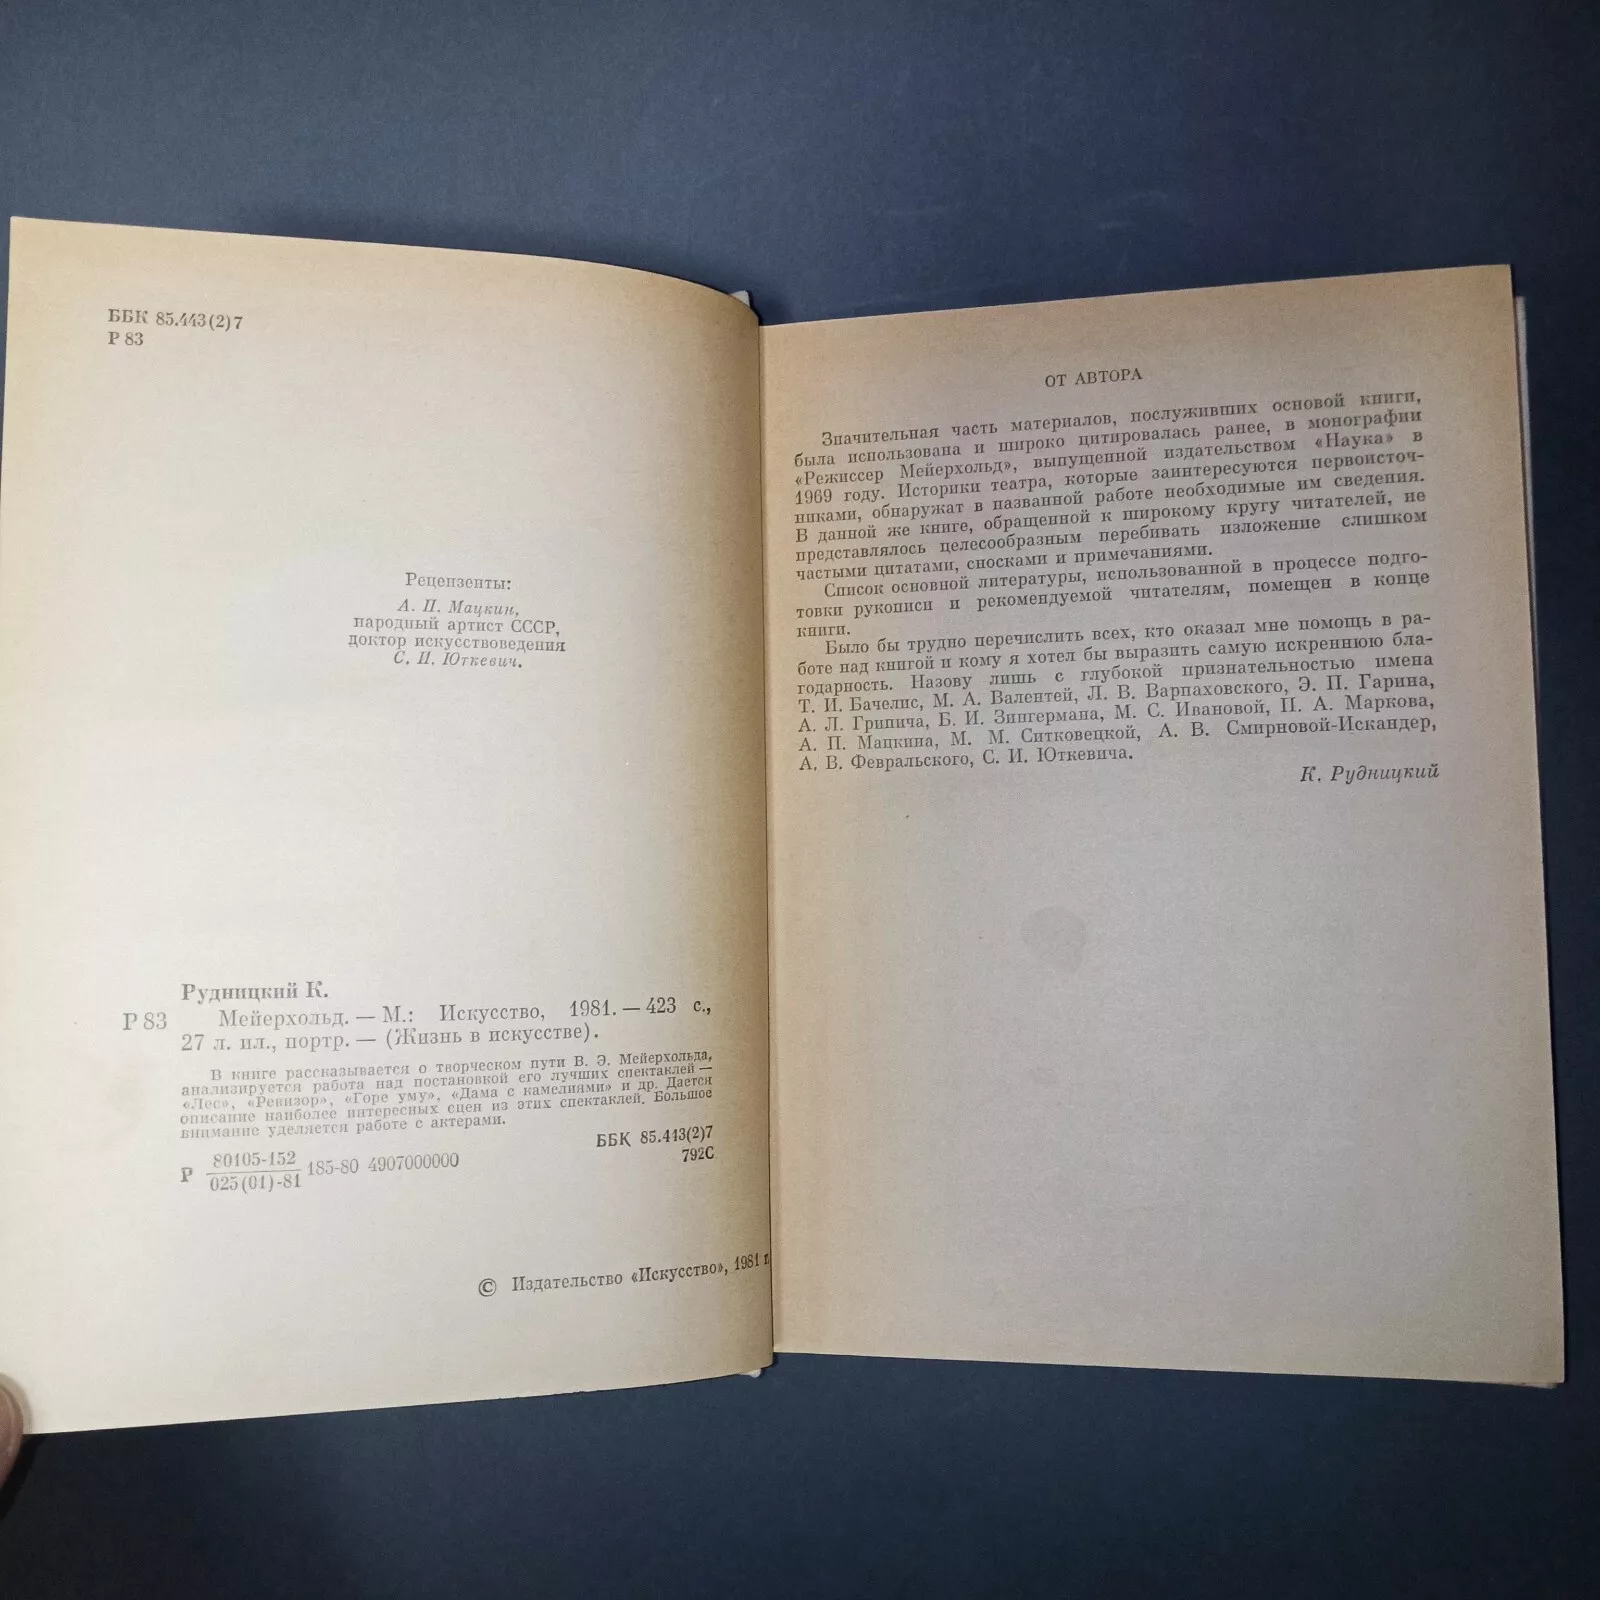 ББК 85.443(2)7
Р 83
Рецензенты:
А. П. Мацкин,
народный артист СССР,
доктор искусствоведения
С. И. Юткевич.
Рудницкий К.
Р 83 Мейерхольд. — М.: Искусство, 1981. — 423 с.,
27 л. ил., портр. — (Жизнь в искусстве).
В книге рассказывается о творческом пути В. Э. Мейерхольда,
анализируется работа над постановкой его лучших спектаклей —
«Лес», «Ревизор», «Горе уму», «Дама с камелиями» и др. Дается
описание наиболее интересных сцен из этих спектаклей. Большое
внимание уделяется работе с актерами.
Р 80105-152
025(01)-81 185-80 4907000000
ББК 85.443(2)7
792С
© Издательство «Искусство», 1981 г.
ОТ АВТОРА
Значительная часть материалов, послуживших основой книги,
была использована и широко цитировалась ранее, в монографии
«Режиссер Мейерхольд», выпущенной издательством «Наука» в
1969 году. Историки театра, которые заинтересуются первоисточ-
никами, обнаружат в названной работе необходимые им сведения.
В данной же книге, обращенной к широкому кругу читателей, не
представлялось целесообразным перебивать изложение слишком
частыми цитатами, сносками и примечаниями.
Список основной литературы, использованной в процессе подго-
товки рукописи и рекомендуемой читателям, помещен в конце
книги.
Было бы трудно перечислить всех, кто оказал мне помощь в ра-
боте над книгой и кому я хотел бы выразить самую искреннюю бла-
годарность. Назову лишь с глубокой признательностью имена
Т. И. Бачелис, М. А. Валентей, Л. В. Варпаховского, Э. П. Гарина,
А. Л. Грипича, Б. И. Зингермана, М. С. Ивановой, П. А. Маркова,
А. П. Мацкина, М. М. Ситковецкой, А. В. Смирновой-Искандер,
А. В. Февральского, С. И. Юткевича.
К. Рудницкий